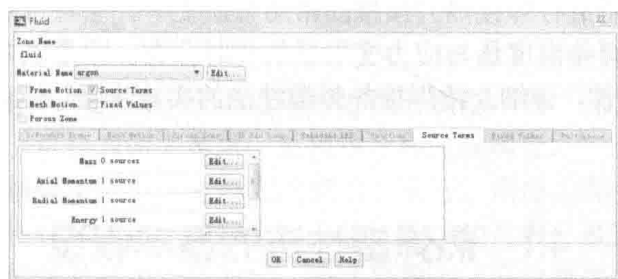 Fluid
Zone Name
fluid
Material Name argon Edit...
Frame Motion Source Terms
Mesh Motion Fixed Values
Porous Zone
Source Terms
Mass 0 sources Edit...
Axial Momentum 1 source Edit...
Radial Momentum 1 source Edit...
Energy 1 source Edit...
OK Cancel Help